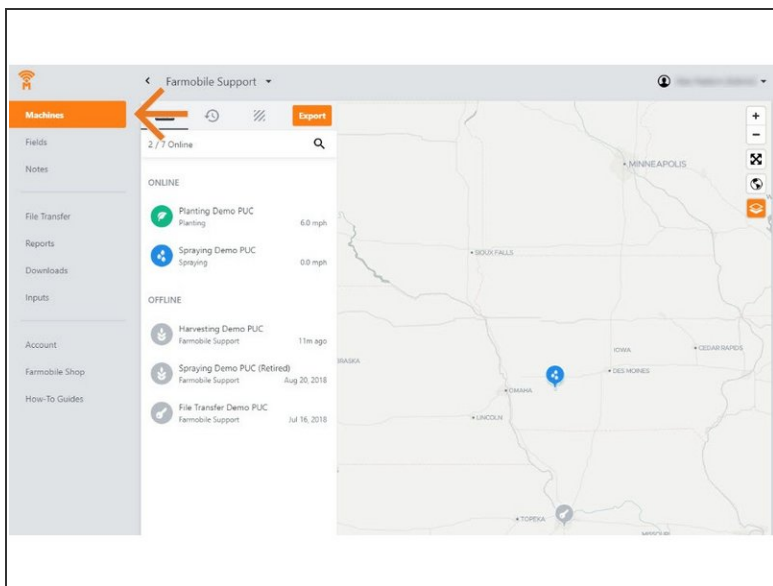 Farmobile Support
Machines
Fields
Notes
File Transfer
Reports
Downloads
Inputs
Account
Farmobile Shop
How-To Guides
Export
2 / 7 Online
ONLINE
Planting Demo PUC
Planting 6.0 mph
Spraying Demo PUC
Spraying 0.0 mph
OFFLINE
Harvesting Demo PUC
Farmobile Support 11m ago
Spraying Demo PUC (Retired)
Farmobile Support Aug 20, 2018
File Transfer Demo PUC
Farmobile Support Jul 16, 2018
MINNEAPOLIS
SIOUX FALLS
IOWA
CEDAR RAPIDS
DES MOINES
OMAHA
LINCOLN
TOPEKA